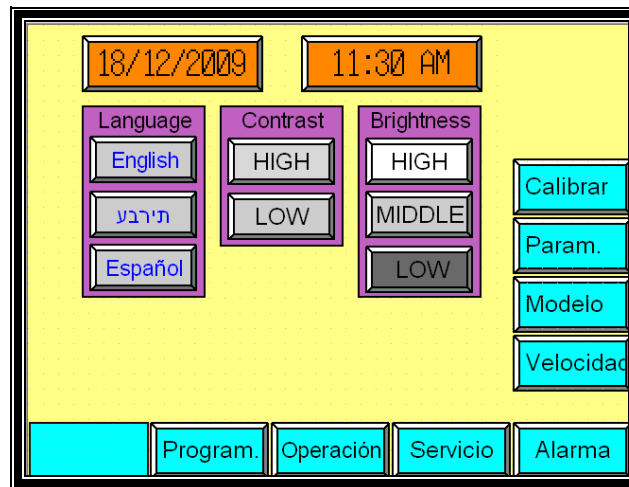 18/12/2009 11:30 AM
Language Contrast Brightness
English HIGH HIGH
תירבע LOW MIDDLE
Español LOW
Calibrar
Param.
Modelo
Velocidad
Program. Operación Servicio Alarma